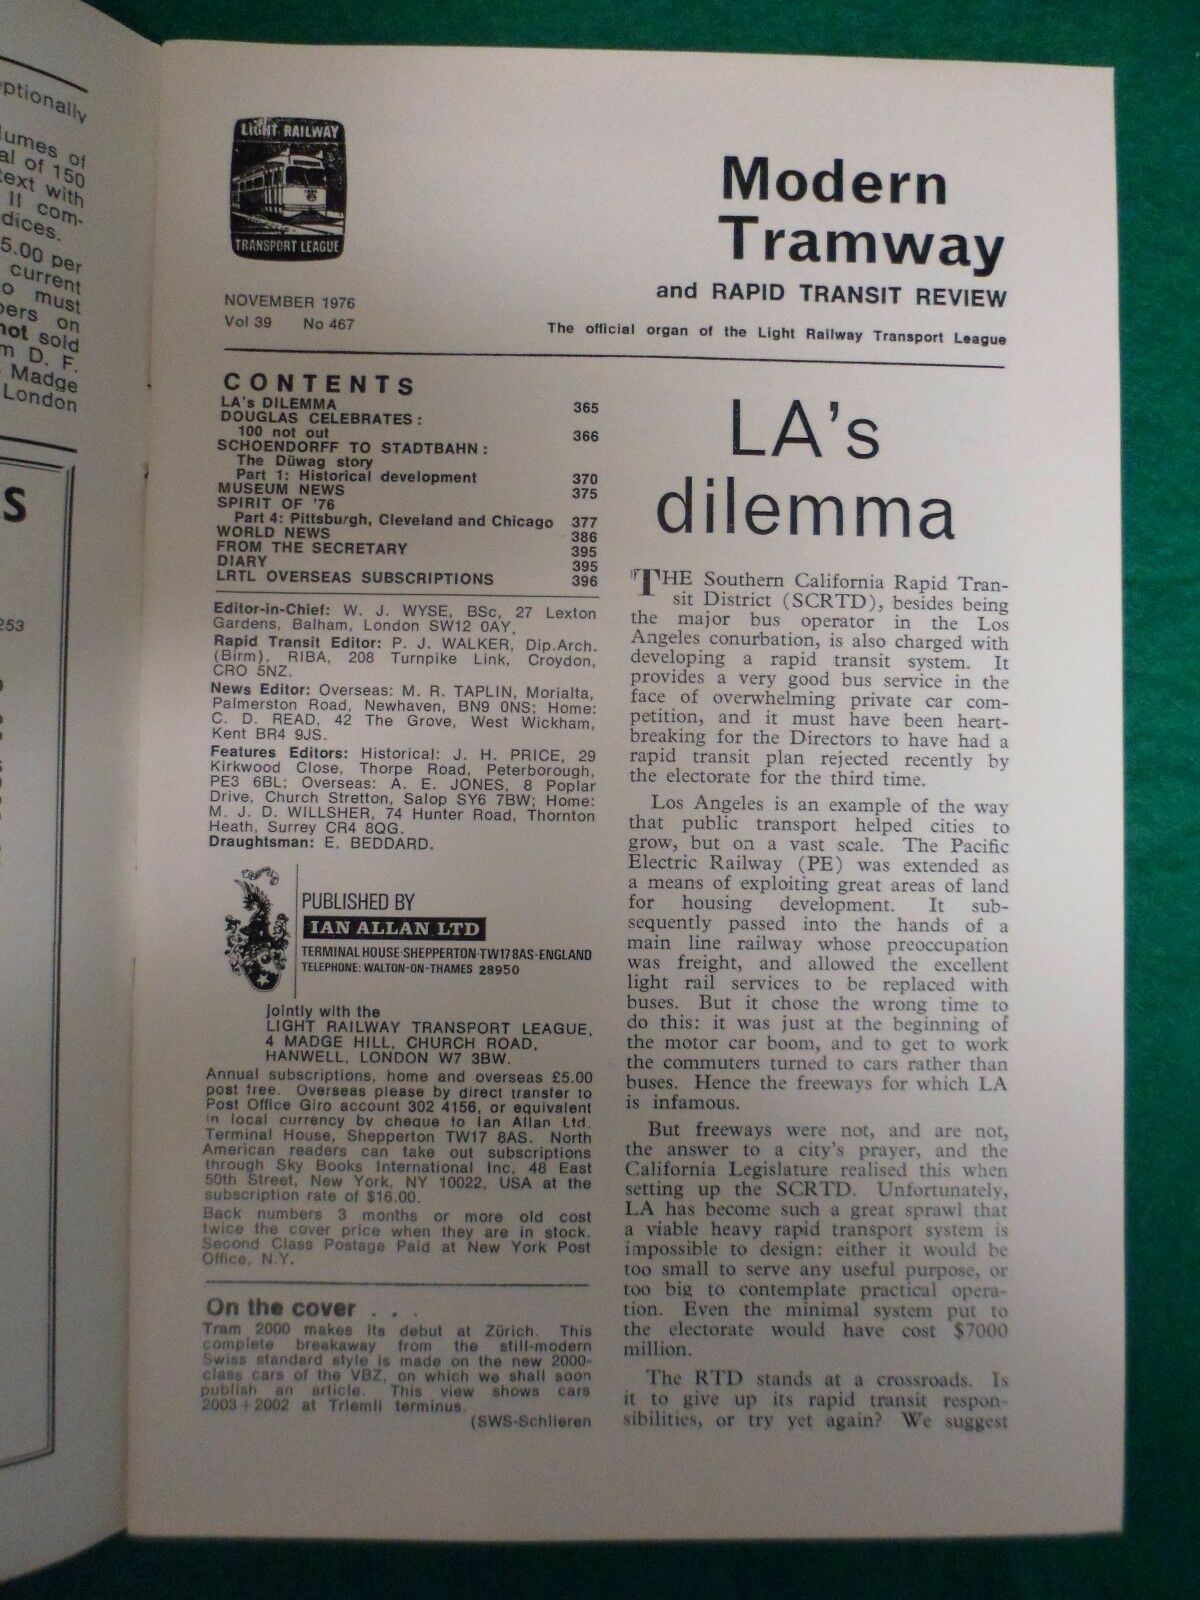 ptionally
lumes of
al of 150
text with
II com-
dices.
5.00 per
current
o must
bers on
not sold
m D. F.
Madge
London
S
253
LIGHT RAILWAY
TRANSPORT LEAGUE
NOVEMBER 1976
Vol 39 No 467
Modern
Tramway
and RAPID TRANSIT REVIEW
The official organ of the Light Railway Transport League
CONTENTS
LA's DILEMMA 365
DOUGLAS CELEBRATES:
100 not out 366
SCHOENDORFF TO STADTBAHN:
The Düwag story
Part 1: Historical development 370
MUSEUM NEWS 375
SPIRIT OF '76
Part 4: Pittsburgh, Cleveland and Chicago 377
WORLD NEWS 386
FROM THE SECRETARY 395
DIARY 395
LRTL OVERSEAS SUBSCRIPTIONS 396
Editor-in-Chief: W. J. WYSE, BSc, 27 Lexton
Gardens, Balham, London SW12 0AY.
Rapid Transit Editor: P. J. WALKER, Dip.Arch.
(Birm), RIBA, 208 Turnpike Link, Croydon,
CRO 5NZ.
News Editor: Overseas: M. R. TAPLIN, Morialta,
Palmerston Road, Newhaven, BN9 0NS; Home:
C. D. READ, 42 The Grove, West Wickham,
Kent BR4 9JS.
Features Editors: Historical: J. H. PRICE, 29
Kirkwood Close, Thorpe Road, Peterborough,
PE3 6BL; Overseas: A. E. JONES, 8 Poplar
Drive, Church Stretton, Salop SY6 7BW; Home:
M. J. D. WILLSHER, 74 Hunter Road, Thornton
Heath, Surrey CR4 8QG.
Draughtsman: E. BEDDARD.
PUBLISHED BY
IAN ALLAN LTD
TERMINAL HOUSE·SHEPPERTON·TW17 8AS·ENGLAND
TELEPHONE: WALTON-ON-THAMES 28950
Jointly with the
LIGHT RAILWAY TRANSPORT LEAGUE,
4 MADGE HILL, CHURCH ROAD,
HANWELL, LONDON W7 3BW.
Annual subscriptions, home and overseas £5.00
post free. Overseas please by direct transfer to
Post Office Giro account 302 4156, or equivalent
in local currency by cheque to Ian Allan Ltd.
Terminal House, Shepperton TW17 8AS. North
American readers can take out subscriptions
through Sky Books International Inc, 48 East
50th Street, New York, NY 10022, USA at the
subscription rate of $16.00.
Back numbers 3 months or more old cost
twice the cover price when they are in stock.
Second Class Postage Paid at New York Post
Office, N.Y.
On the cover . . .
Tram 2000 makes its debut at Zürich. This
complete breakaway from the still-modern
Swiss standard style is made on the new 2000-
class cars of the VBZ, on which we shall soon
publish an article. This view shows cars
2003+2002 at Triemli terminus.
(SWS-Schlieren
LA's
dilemma
THE Southern California Rapid Tran-
sit District (SCRTD), besides being
the major bus operator in the Los
Angeles conurbation, is also charged with
developing a rapid transit system. It
provides a very good bus service in the
face of overwhelming private car com-
petition, and it must have been heart-
breaking for the Directors to have had a
rapid transit plan rejected recently by
the electorate for the third time.
Los Angeles is an example of the way
that public transport helped cities to
grow, but on a vast scale. The Pacific
Electric Railway (PE) was extended as
a means of exploiting great areas of land
for housing development. It sub-
sequently passed into the hands of a
main line railway whose preoccupation
was freight, and allowed the excellent
light rail services to be replaced with
buses. But it chose the wrong time to
do this: it was just at the beginning of
the motor car boom, and to get to work
the commuters turned to cars rather than
buses. Hence the freeways for which LA
is infamous.
But freeways were not, and are not,
the answer to a city's prayer, and the
California Legislature realised this when
setting up the SCRTD. Unfortunately,
LA has become such a great sprawl that
a viable heavy rapid transport system is
impossible to design: either it would be
too small to serve any useful purpose, or
too big to contemplate practical opera-
tion. Even the minimal system put to
the electorate would have cost $7000
million.
The RTD stands at a crossroads. Is
it to give up its rapid transit respon-
sibilities, or try yet again? We suggest